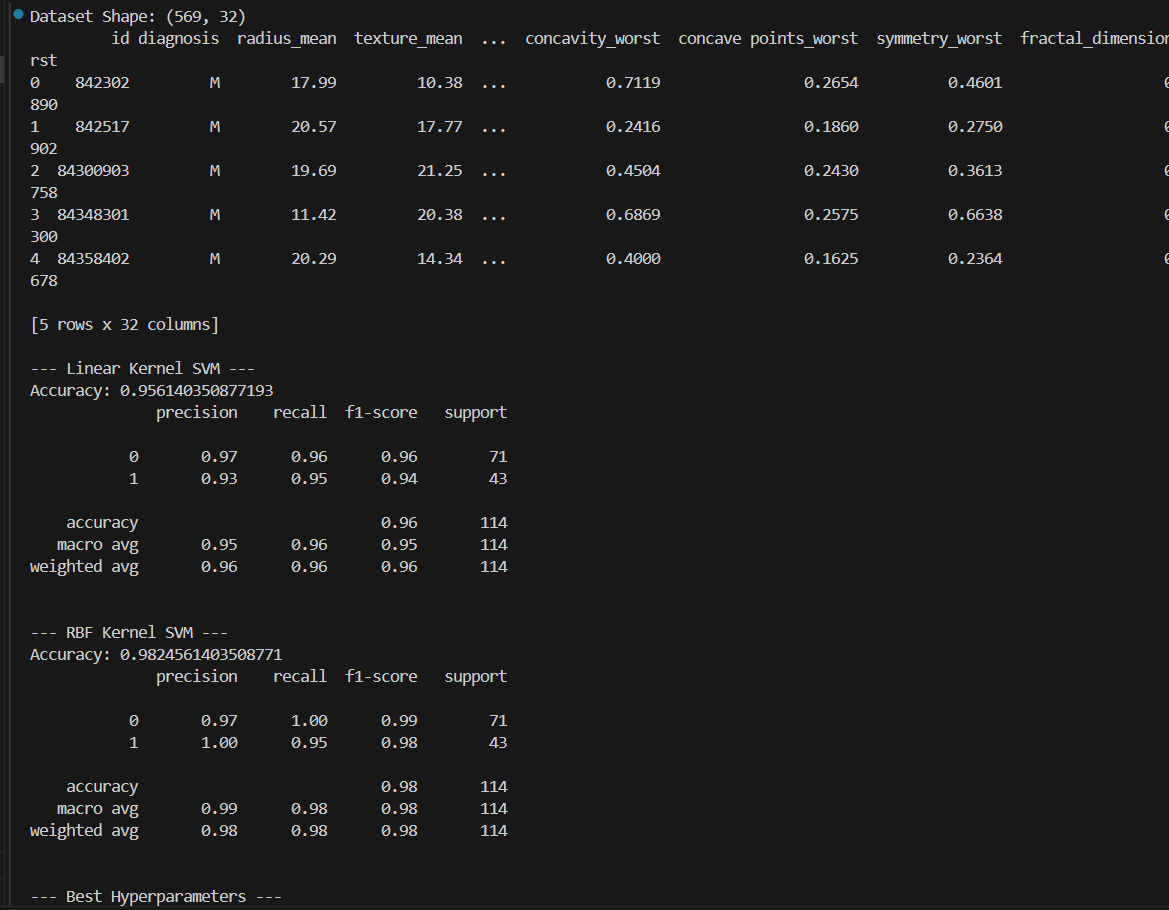 Dataset Shape: (569, 32)
id diagnosis radius_mean texture_mean ... concavity_worst concave points_worst symmetry_worst fractal_dimension
rst
0 842302 M 17.99 10.38 ... 0.7119 0.2654 0.4601 0
890
1 842517 M 20.57 17.77 ... 0.2416 0.1860 0.2750 0
902
2 84300903 M 19.69 21.25 ... 0.4504 0.2430 0.3613 0
758
3 84348301 M 11.42 20.38 ... 0.6869 0.2575 0.6638 0
300
4 84358402 M 20.29 14.34 ... 0.4000 0.1625 0.2364 0
678
[5 rows x 32 columns]
--- Linear Kernel SVM ---
Accuracy: 0.956140350877193
precision recall f1-score support
0 0.97 0.96 0.96 71
1 0.93 0.95 0.94 43
accuracy 0.96 114
macro avg 0.95 0.96 0.95 114
weighted avg 0.96 0.96 0.96 114
--- RBF Kernel SVM ---
Accuracy: 0.9824561403508771
precision recall f1-score support
0 0.97 1.00 0.99 71
1 1.00 0.95 0.98 43
accuracy 0.98 114
macro avg 0.99 0.98 0.98 114
weighted avg 0.98 0.98 0.98 114
--- Best Hyperparameters ---